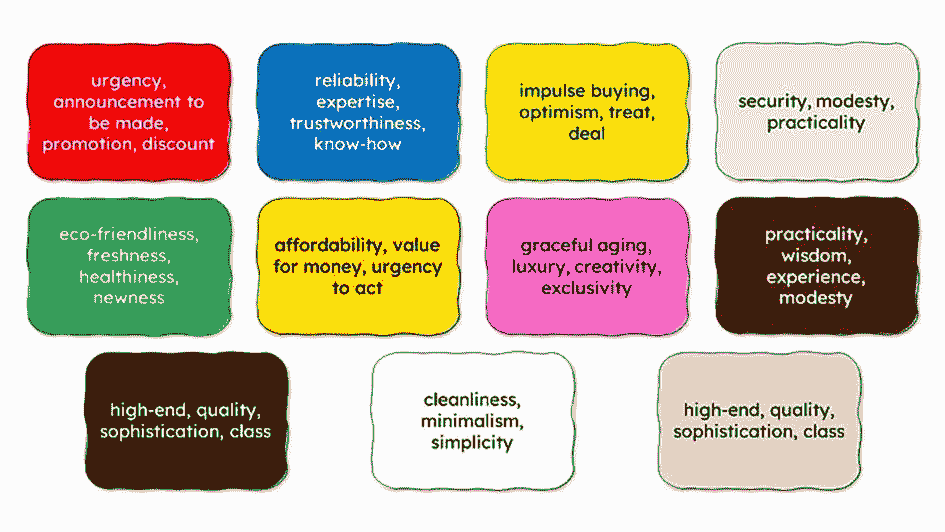 urgency,
announcement to
be made,
promotion, discount
reliability,
expertise,
trustworthiness,
know-how
impulse buying,
optimism, treat,
deal
security, modesty,
practicality
eco-friendliness,
freshness,
healthiness,
newness
affordability, value
for money, urgency
to act
graceful aging,
luxury, creativity,
exclusivity
practicality,
wisdom,
experience,
modesty
high-end, quality,
sophistication, class
cleanliness,
minimalism,
simplicity
high-end, quality,
sophistication, class